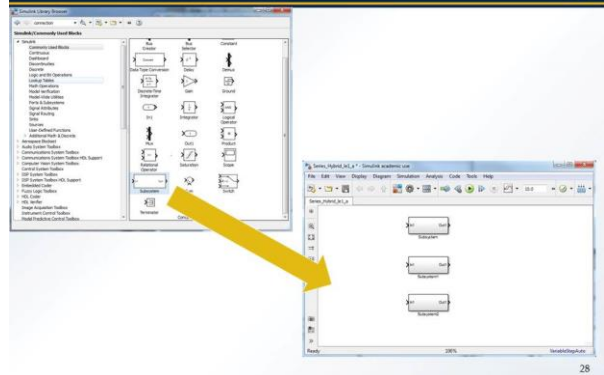 Simulink Library Browser
connection
Simulink/Commonly Used Blocks
Simulink
Commonly Used Blocks
Continuous
Dashboard
Discontinuities
Discrete
Logic and Bit Operations
Lookup Tables
Math Operations
Model Verification
Model-Wide Utilities
Ports & Subsystems
Signal Attributes
Signal Routing
Sinks
Sources
User-Defined Functions
Additional Math & Discrete
Aerospace Blockset
Audio System Toolbox
Communications System Toolbox
Communications System Toolbox HDL Support
Computer Vision System Toolbox
Control System Toolbox
DSP System Toolbox
DSP System Toolbox HDL Support
Embedded Coder
Fuzzy Logic Toolbox
HDL Coder
HDL Verifier
Image Acquisition Toolbox
Instrument Control Toolbox
Model Predictive Control Toolbox
Bus Creator
Bus Selector
Constant
Data Type Conversion
Delay
Demux
Discrete-Time Integrator
Gain
Ground
In1
Integrator
Logical Operator
Mux
Out1
Product
Relational Operator
Saturation
Scope
Subsystem
Switch
Terminator
Series_Hybrid_lé1_a * - Simulink academic use
File Edit View Display Diagram Simulation Analysis Code Tools Help
10.0
In1 Out1
Subsystem
In1 Out1
Subsystem1
In1 Out1
Subsystem2
Ready 100% VariableStepAuto
28